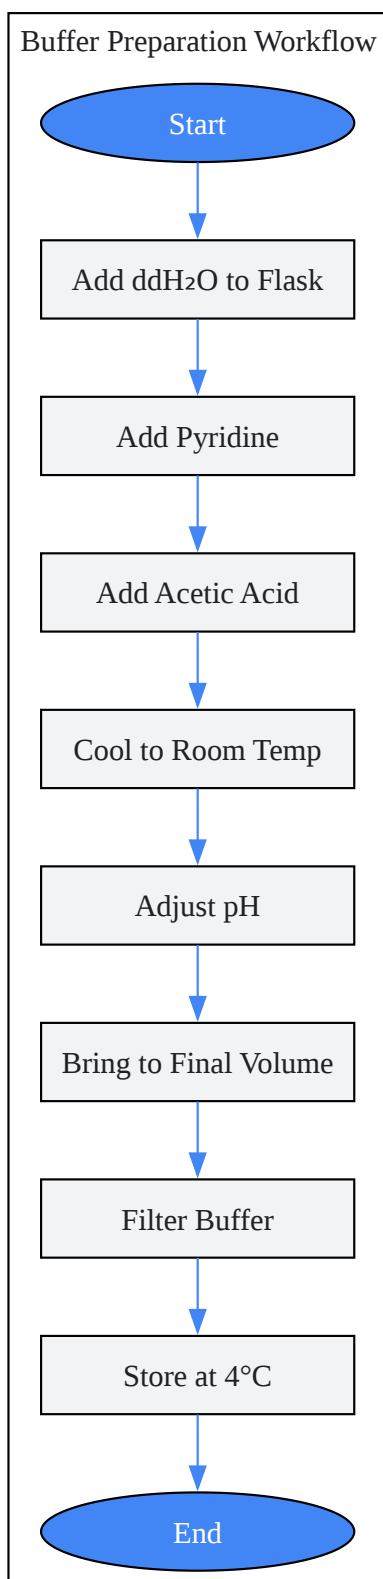 Buffer Preparation Workflow
Start
Add ddH₂O to Flask
Add Pyridine
Add Acetic Acid
Cool to Room Temp
Adjust pH
Bring to Final Volume
Filter Buffer
Store at 4°C
End